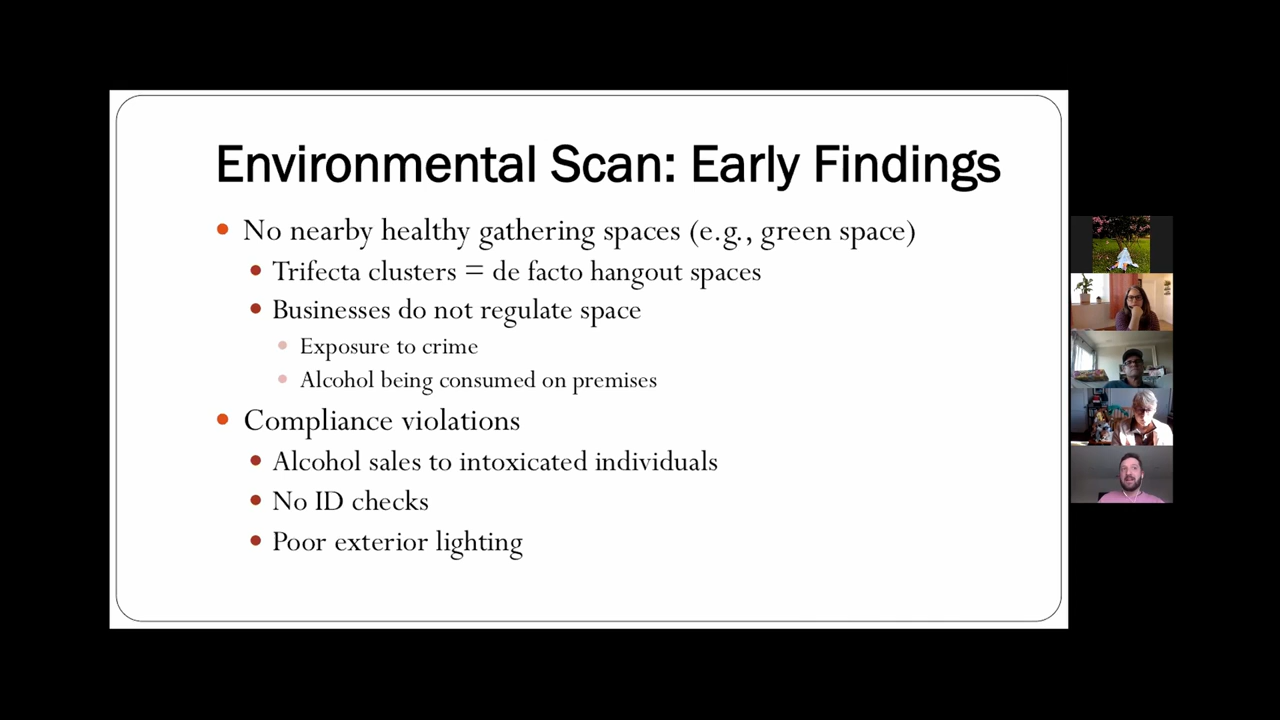 Environmental Scan: Early Findings
No nearby healthy gathering spaces (e.g., green space)
Trifecta clusters = de facto hangout spaces
Businesses do not regulate space
Exposure to crime
Alcohol being consumed on premises
Compliance violations
Alcohol sales to intoxicated individuals
No ID checks
Poor exterior lighting